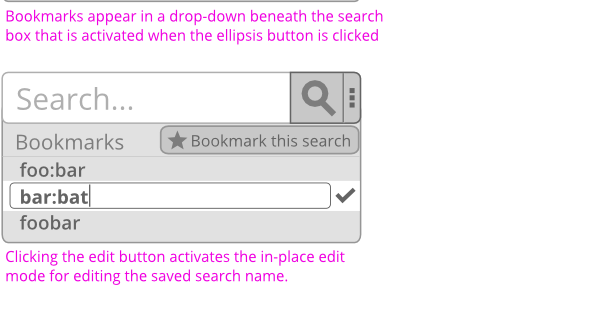 Bookmarks appear in a drop-down beneath the search
box that is activated when the ellipsis button is clicked
Search...
Bookmarks
Bookmark this search
foo:bar
bar:bat
foobar
Clicking the edit button activates the in-place edit
mode for editing the saved search name.